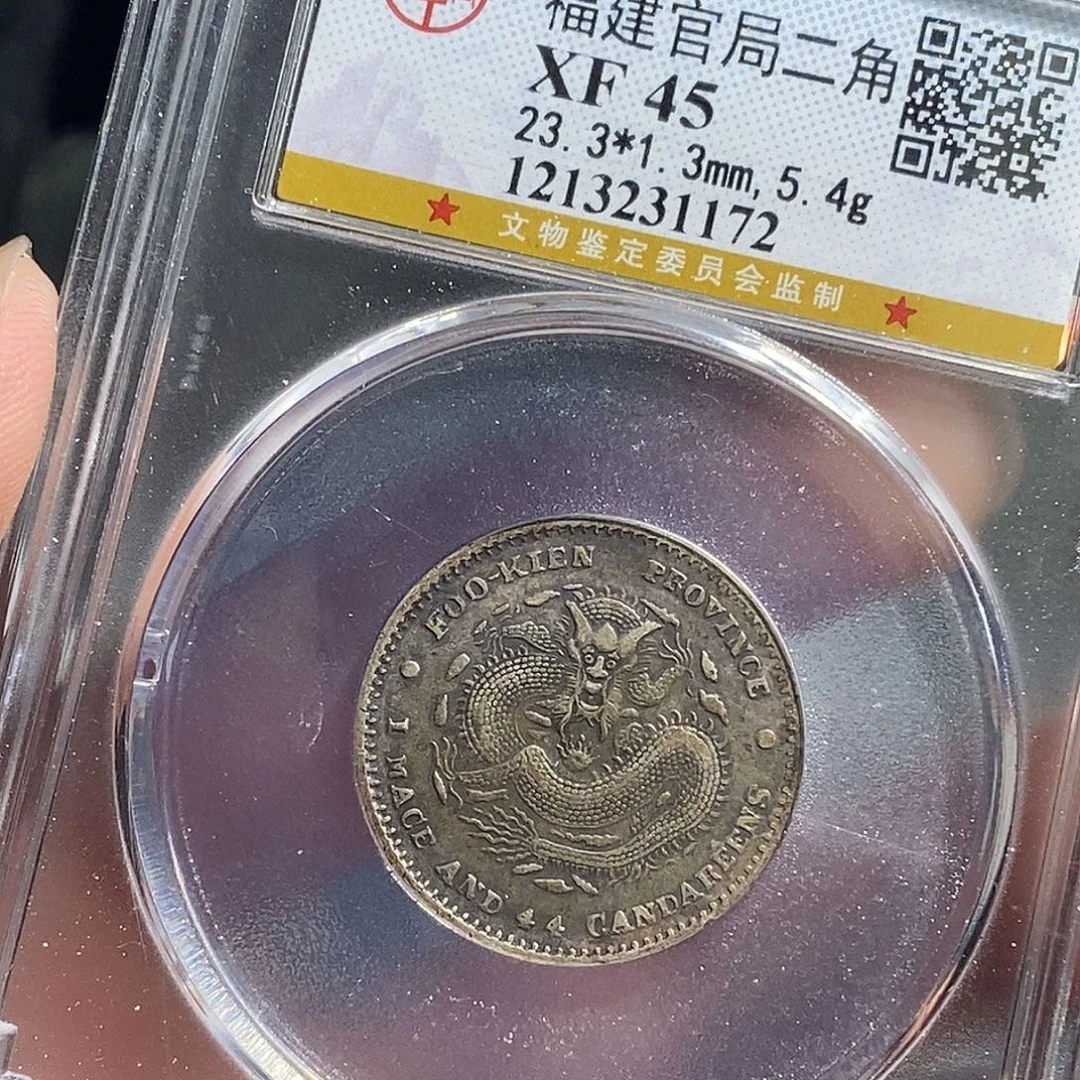 福建官局二角
XF 45
23.3*1.3mm,5.4g
1213231172
★ 文物鉴定委员会监制 ★
FOO-KIEN PROVINCE
• 1 MACE AND 44 CANDAREENS •